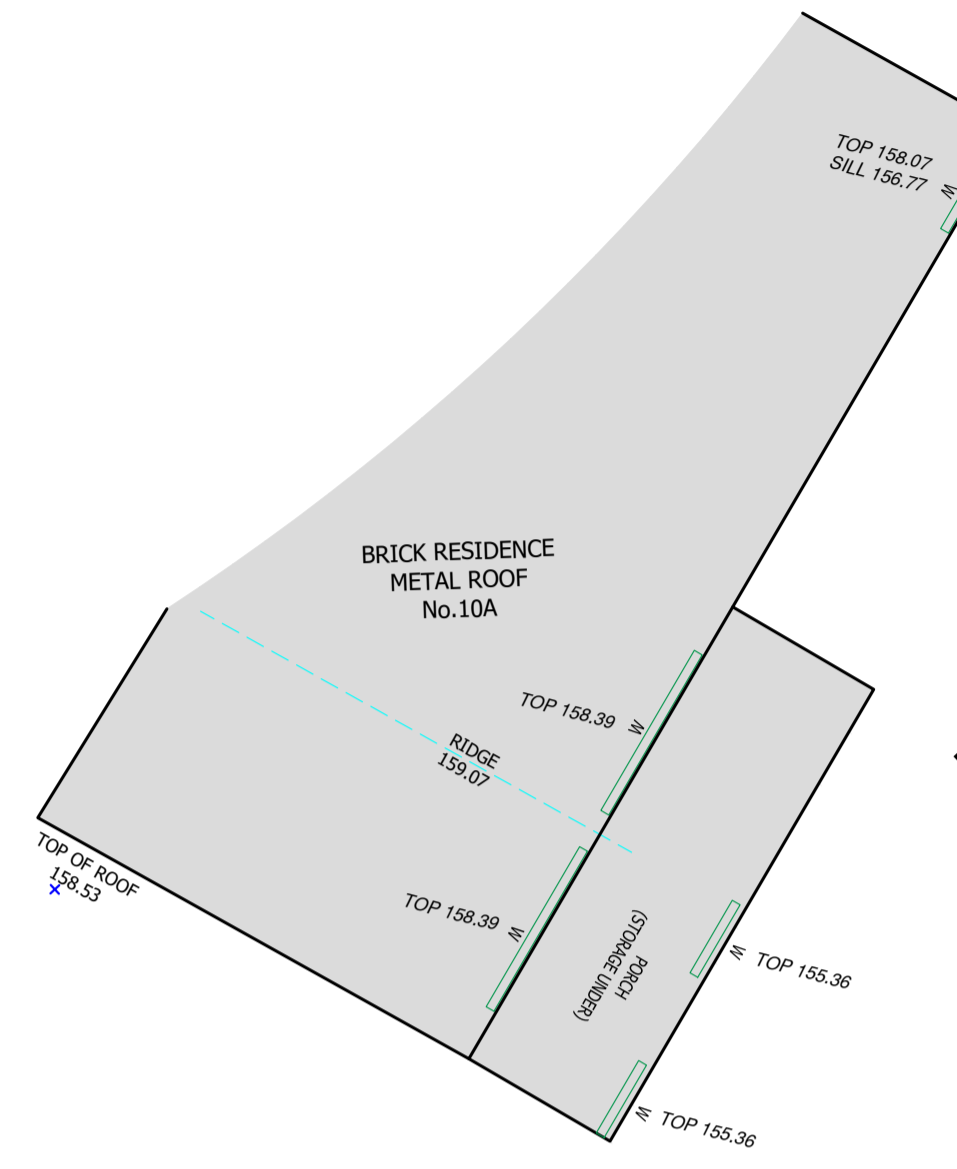 TOP 158.07
SILL 156.77
W
BRICK RESIDENCE
METAL ROOF
No.10A
TOP 158.39
W
RIDGE
159.07
TOP OF ROOF
158.53
TOP 158.39
W
PORCH
(STORAGE UNDER)
W
TOP 155.36
W
TOP 155.36